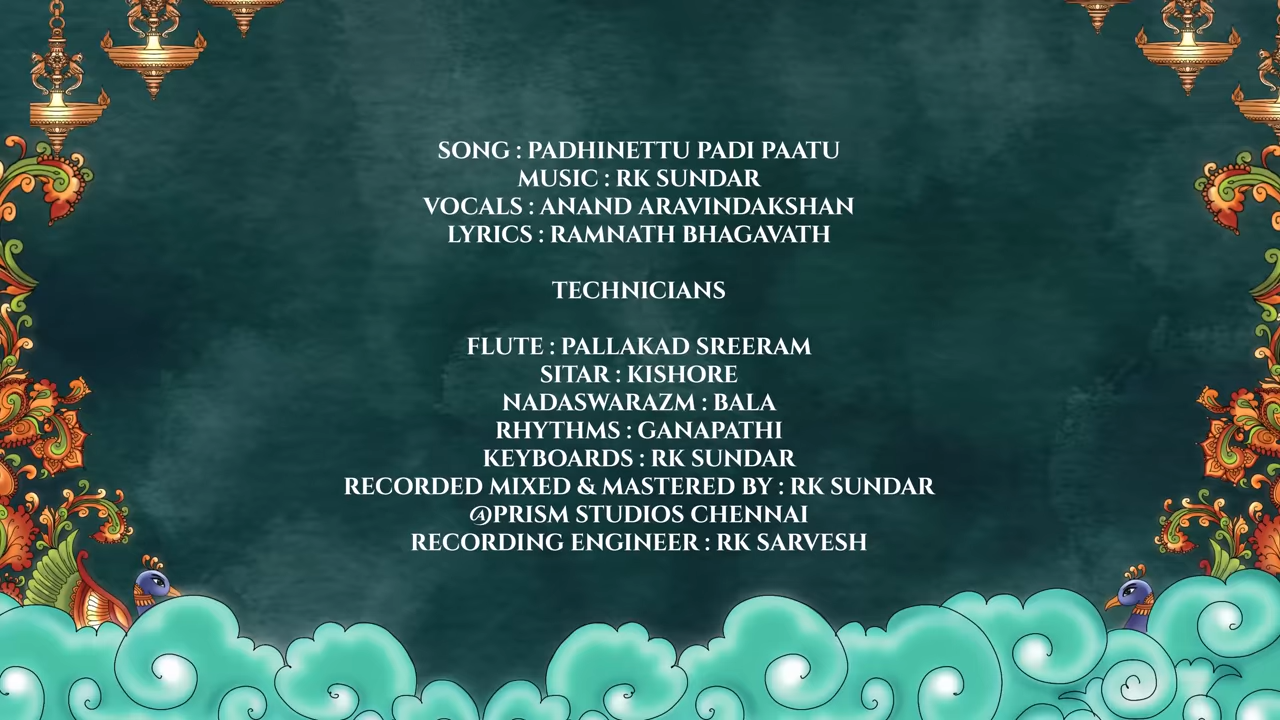 SONG : PADHINETTU PADI PAATU
MUSIC : RK SUNDAR
VOCALS : ANAND ARAVINDAKSHAN
LYRICS : RAMNATH BHAGAVATH
TECHNICIANS
FLUTE : PALLAKAD SREERAM
SITAR : KISHORE
NADASWARAZM : BALA
RHYTHMS : GANAPATHI
KEYBOARDS : RK SUNDAR
RECORDED MIXED & MASTERED BY : RK SUNDAR
@PRISM STUDIOS CHENNAI
RECORDING ENGINEER : RK SARVESH